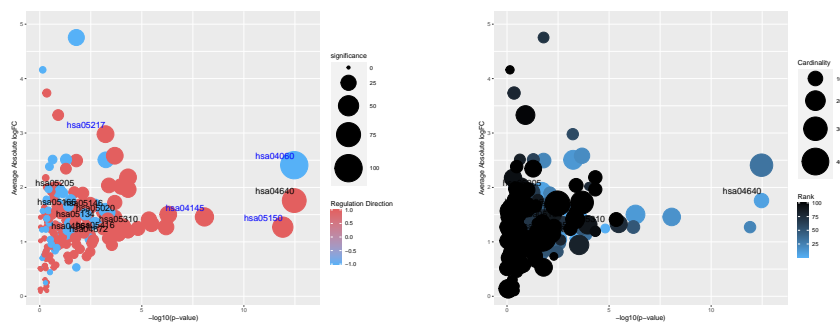 5
4
3
2
1
0
Average Absolute logFC
0
5
10
−log10(p−value)
hsa05217
hsa04060
hsa05205
hsa04640
hsa04145
hsa05020
hsa05134
hsa05310
hsa05150
hsa05416
significance
0
25
50
75
100
Regulation Direction
1.0
0.5
0.0
−0.5
−1.0
5
4
3
2
1
0
Average Absolute logFC
0
5
10
−log10(p−value)
hsa04640
Cardinality
Rank
100
75
50
25